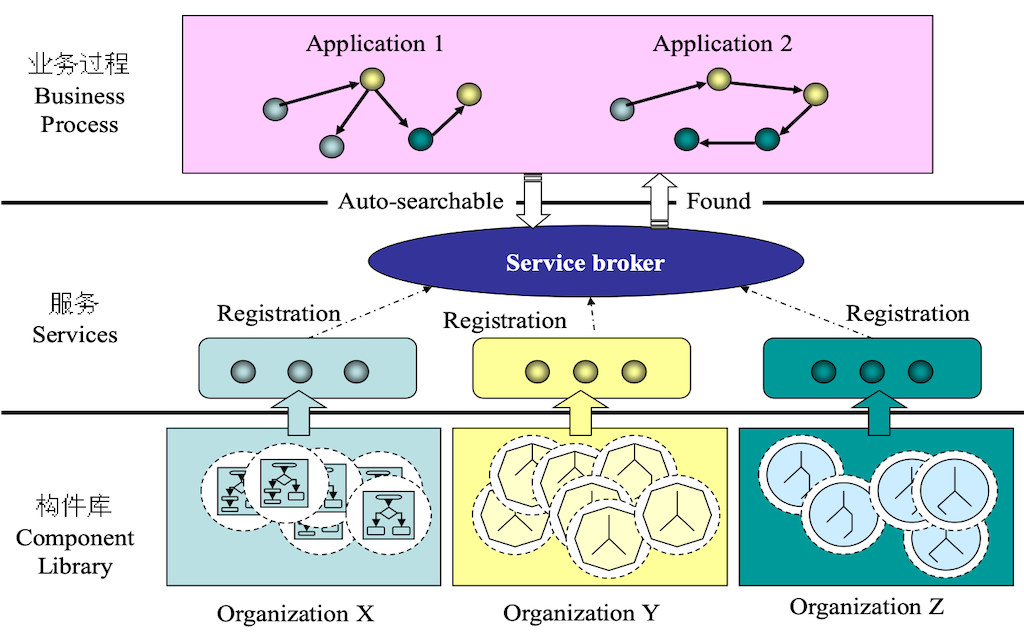 Application 1
Application 2
业务过程
Business
Process
Auto-searchable
Found
Service broker
服务
Services
Registration
Registration
Registration
构件库
Component
Library
Organization X
Organization Y
Organization Z